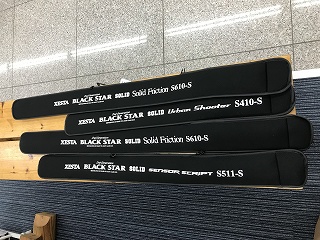 XESTA BLACK STAR SOLID Solid Friction S610-S
XESTA BLACK STAR SOLID Urban Shooter S410-S
XESTA BLACK STAR SOLID Solid Friction S610-S
XESTA BLACK STAR SOLID SENSOR SCRIPT S511-S